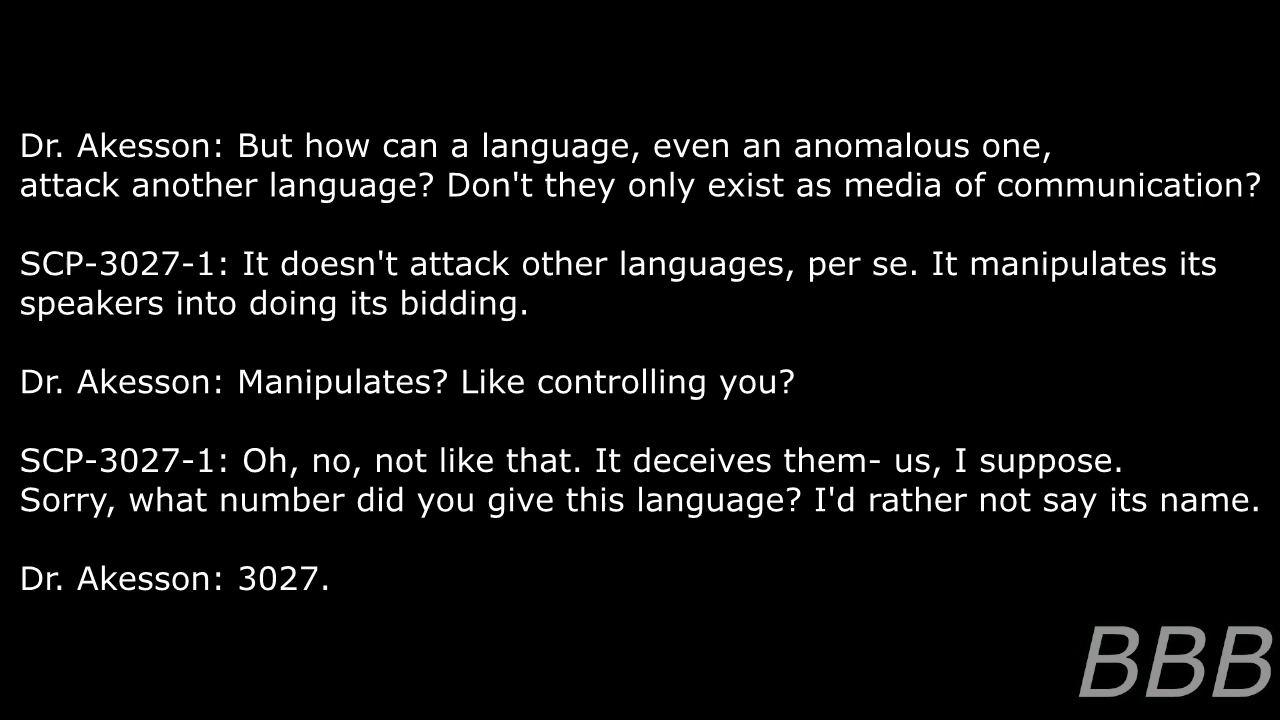 Dr. Akesson: But how can a language, even an anomalous one,
attack another language? Don't they only exist as media of communication?
SCP-3027-1: It doesn't attack other languages, per se. It manipulates its
speakers into doing its bidding.
Dr. Akesson: Manipulates? Like controlling you?
SCP-3027-1: Oh, no, not like that. It deceives them- us, I suppose.
Sorry, what number did you give this language? I'd rather not say its name.
Dr. Akesson: 3027.
BBB